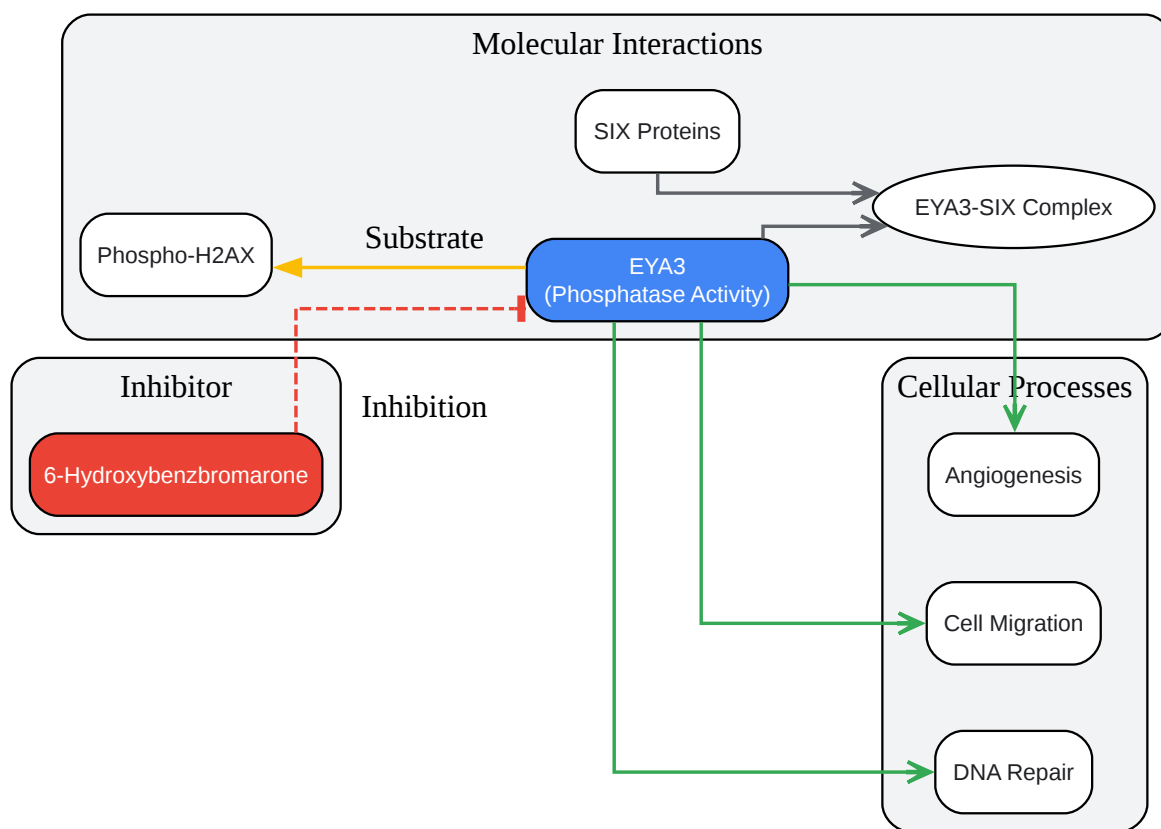 Molecular Interactions
SIX Proteins
EYA3-SIX Complex
Phospho-H2AX
Substrate
EYA3
(Phosphatase Activity)
Inhibitor
Inhibition
6-Hydroxybenzbromarone
Cellular Processes
Angiogenesis
Cell Migration
DNA Repair